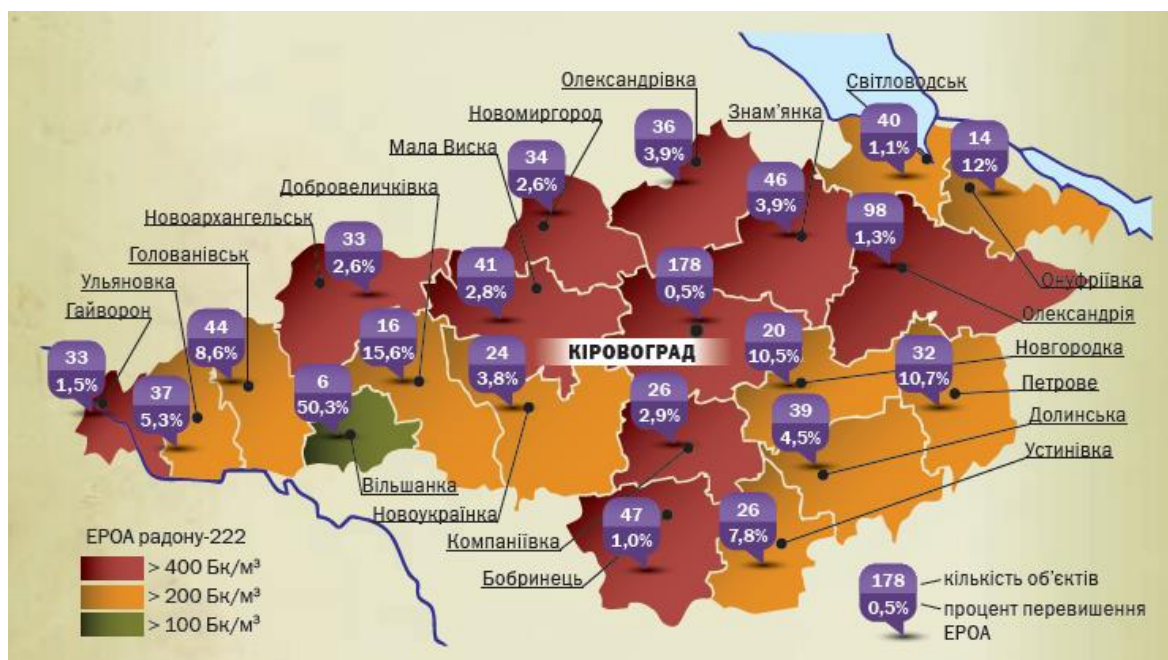 Олександрівка
Світловодськ
Новомиргород
Знам'янка
Мала Виска
Добровеличківка
Новоархангельськ
Голованівськ
Ульяновка
Гайворон
36
3,9%
40
1,1%
14
12%
34
2,6%
46
3,9%
98
1,3%
33
2,6%
41
2,8%
178
0,5%
Онуфріївка
Олександрія
44
8,6%
16
15,6%
24
3,8%
КІРОВОГРАД
20
10,5%
32
10,7%
Новгородка
Петрове
33
1,5%
37
5,3%
6
50,3%
26
2,9%
39
4,5%
Долинська
Устинівка
Вільшанка
Новоукраїнка
Компаніївка
Бобринець
47
1,0%
26
7,8%
ЕРОА радону-222
> 400 Бк/м³
> 200 Бк/м³
> 100 Бк/м³
178
0,5%
кількість об'єктів
процент перевишення
ЕРОА